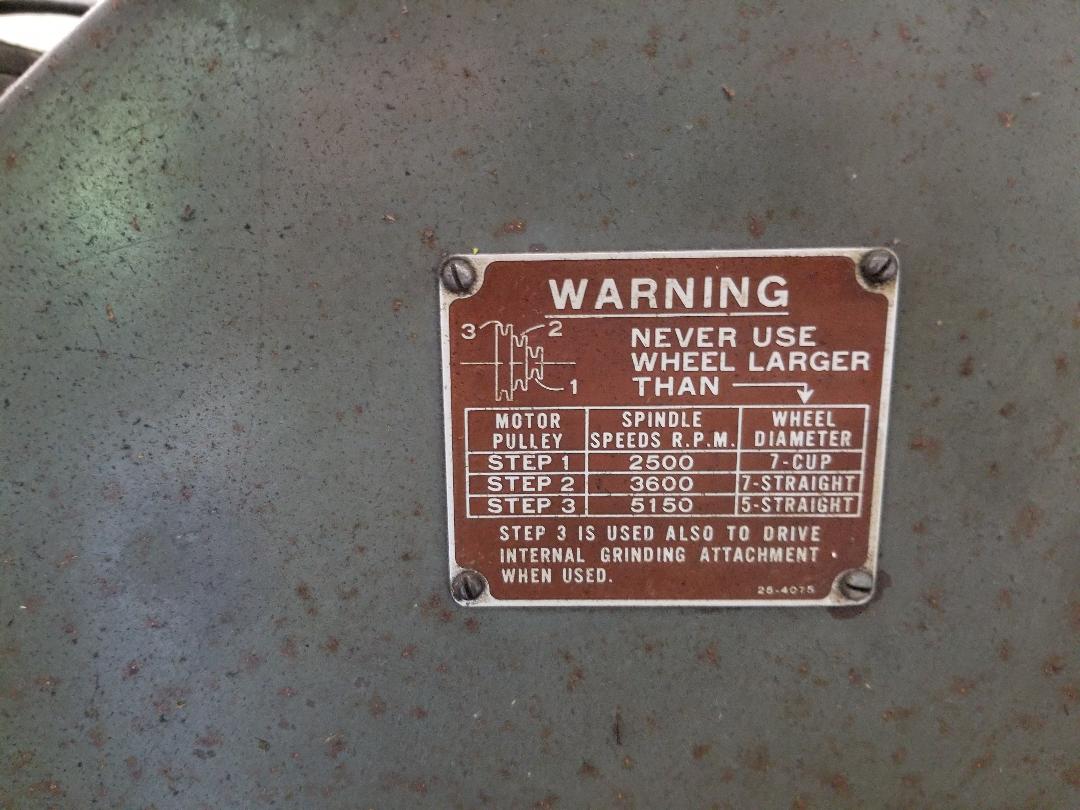 WARNING
3 2
1
NEVER USE
WHEEL LARGER
THAN
MOTOR PULLEY SPINDLE SPEEDS R.P.M. WHEEL DIAMETER
STEP 1 2500 7-CUP
STEP 2 3600 7-STRAIGHT
STEP 3 5150 5-STRAIGHT
STEP 3 IS USED ALSO TO DRIVE
INTERNAL GRINDING ATTACHMENT
WHEN USED.
28-4075